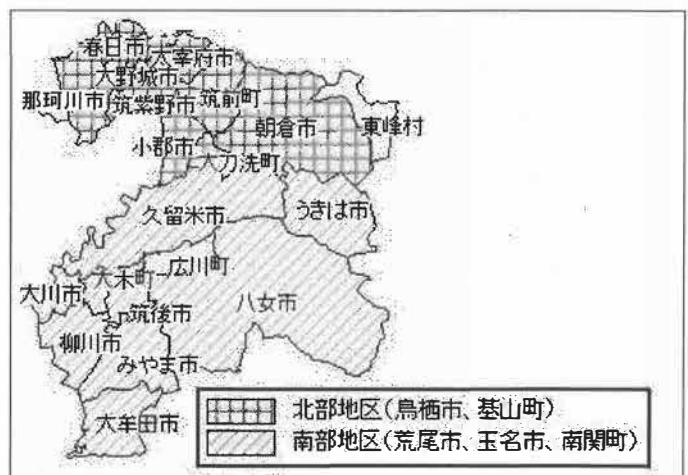 春日市
太宰府市
大野城市
那珂川市
筑紫野市
筑前町
朝倉市
東峰村
小郡市
大刀洗町
久留米市
うきは市
広川町
大木町
大川市
八女市
筑後市
柳川市
みやま市
大牟田市
北部地区(鳥栖市、基山町)
南部地区(荒尾市、玉名市、南関町)